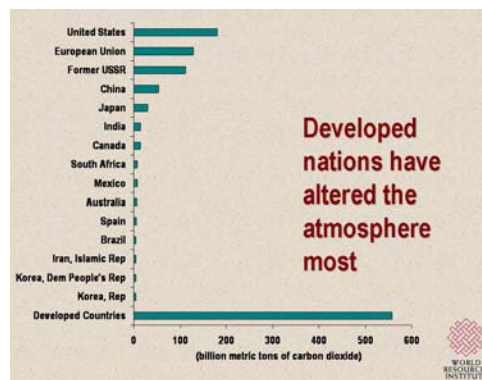 United States
European Union
Former USSR
China
Japan
India
Canada
South Africa
Mexico
Australia
Spain
Brazil
Iran, Islamic Rep
Korea, Dem People's Rep
Korea, Rep
Developed Countries
0 100 200 300 400 500 600
(billion metric tons of carbon dioxide)
Developed
nations have
altered the
atmosphere
most
WORLD
RESOURCES
INSTITUTE